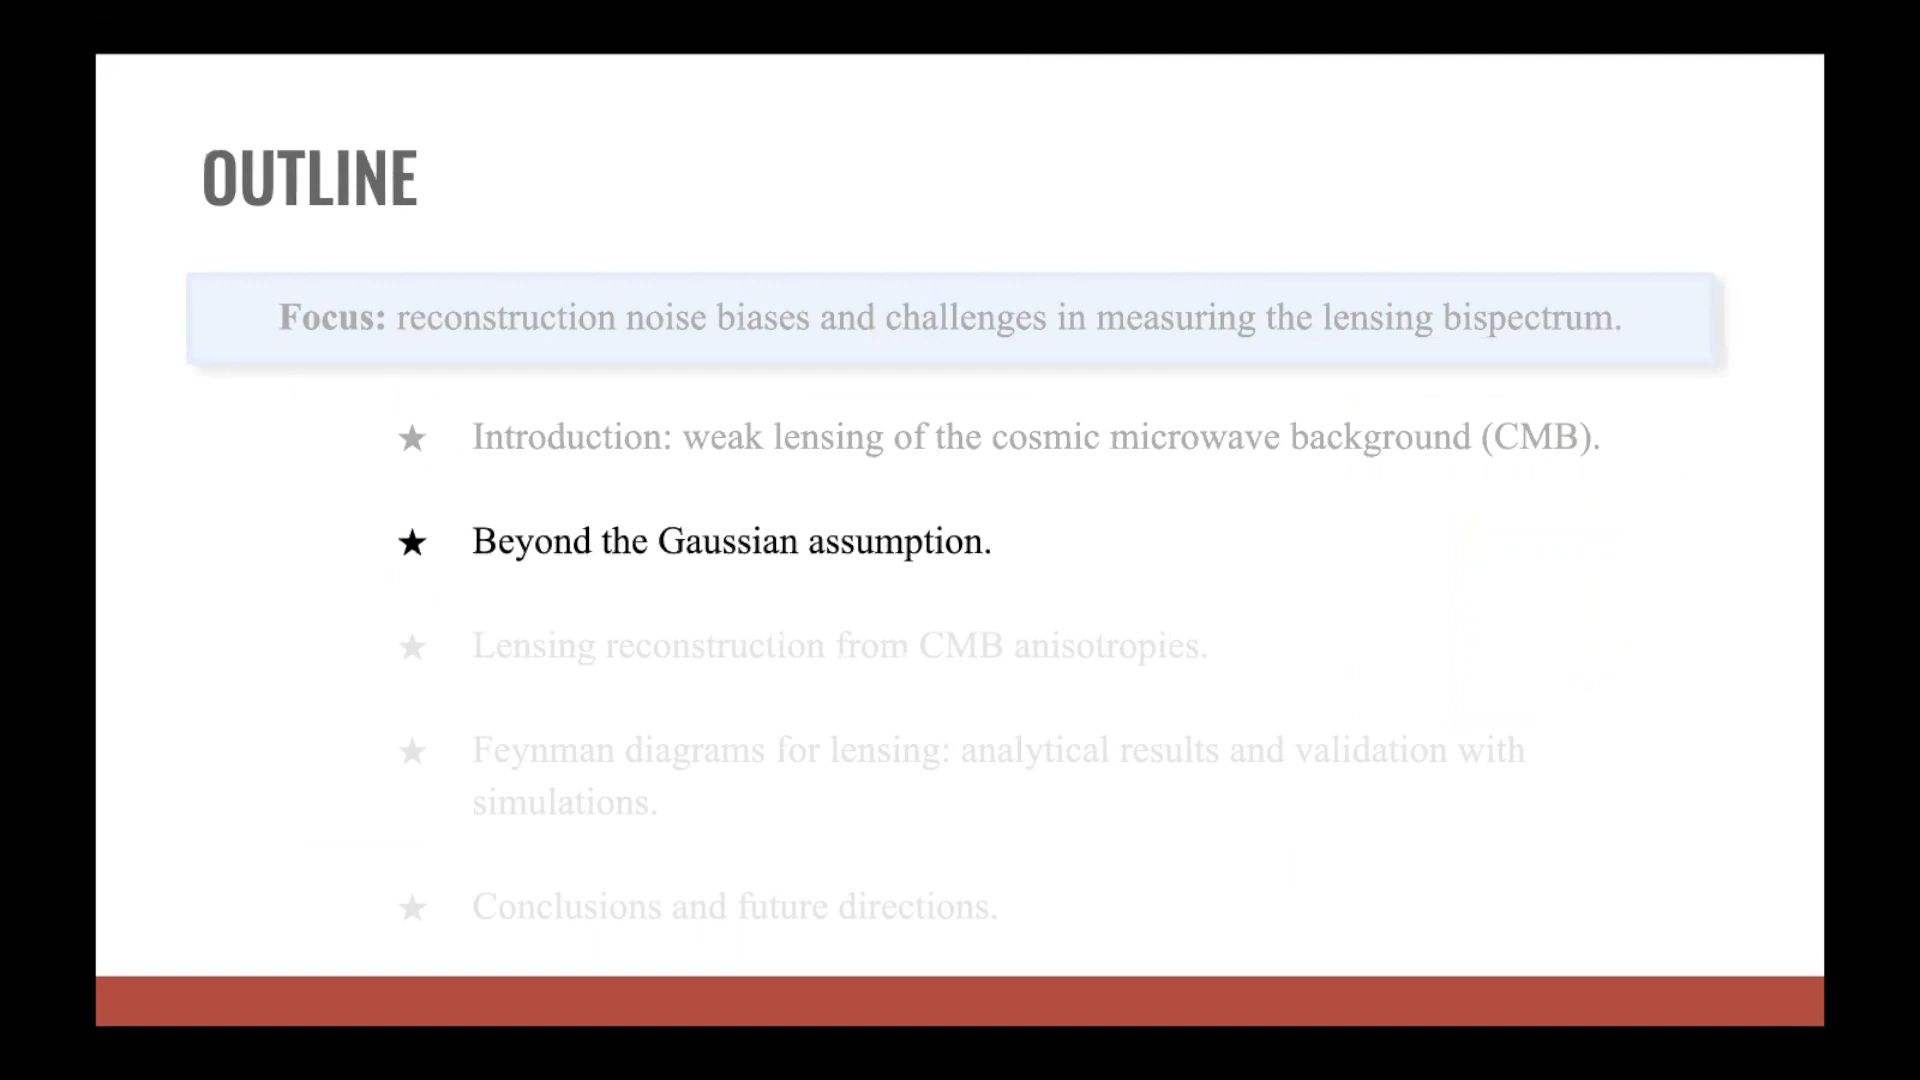 OUTLINE
Focus: reconstruction noise biases and challenges in measuring the lensing bispectrum.
★ Introduction: weak lensing of the cosmic microwave background (CMB).
★ Beyond the Gaussian assumption.
★ Lensing reconstruction from CMB anisotropies.
★ Feynman diagrams for lensing: analytical results and validation with
simulations.
★ Conclusions and future directions.